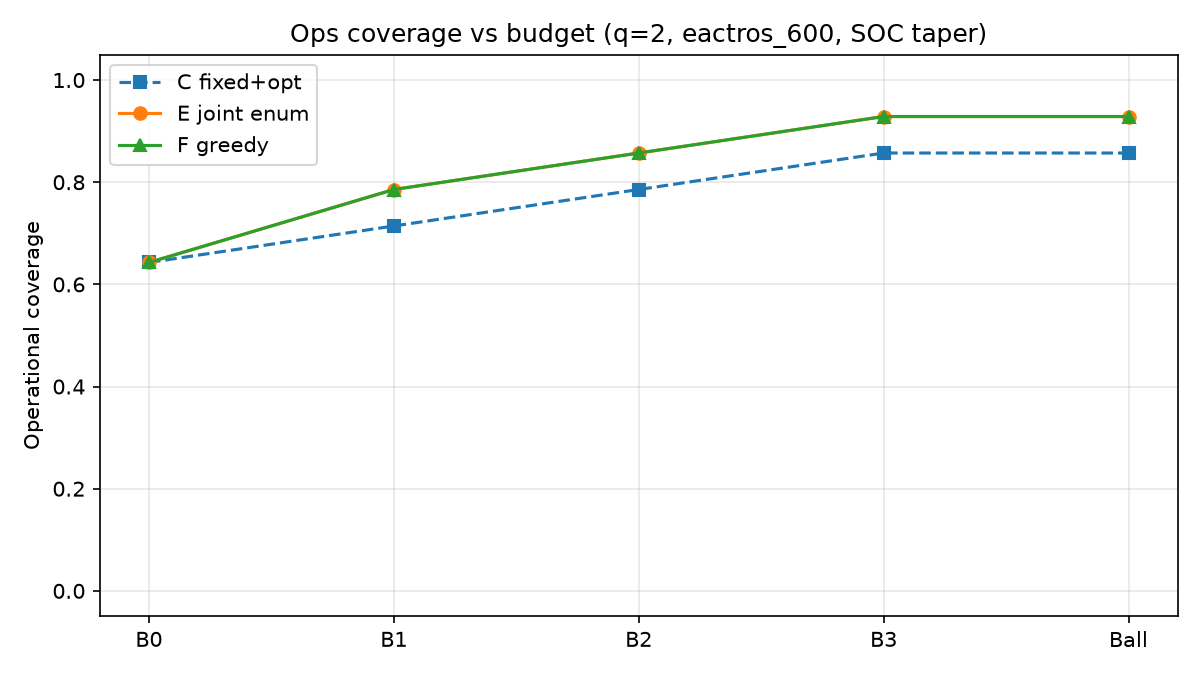 Ops coverage vs budget (q=2, eactros_600, SOC taper)
C fixed+opt
E joint enum
F greedy
Operational coverage
1.0
0.8
0.6
0.4
0.2
0.0
B0 B1 B2 B3 Ball